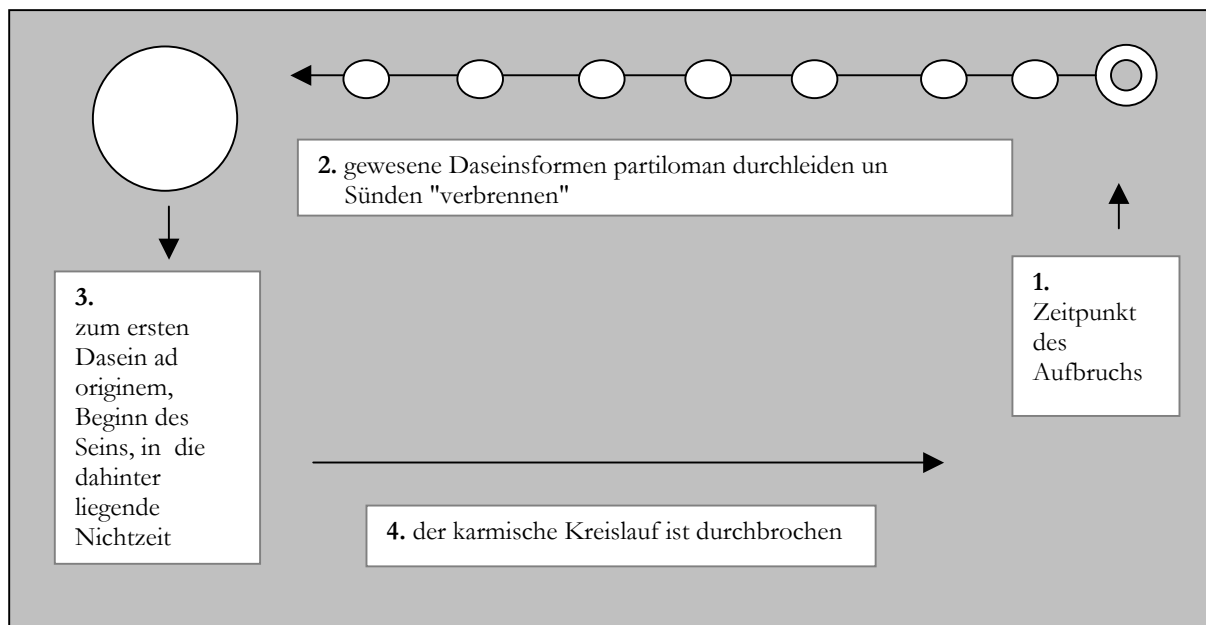 2. gewesene Daseinsformen partiloman durchleiden un
Sünden "verbrennen"
3.
zum ersten
Dasein ad
originem,
Beginn des
Seins, in die
dahinter
liegende
Nichtzeit
1.
Zeitpunkt
des
Aufbruchs
4. der karmische Kreislauf ist durchbrochen